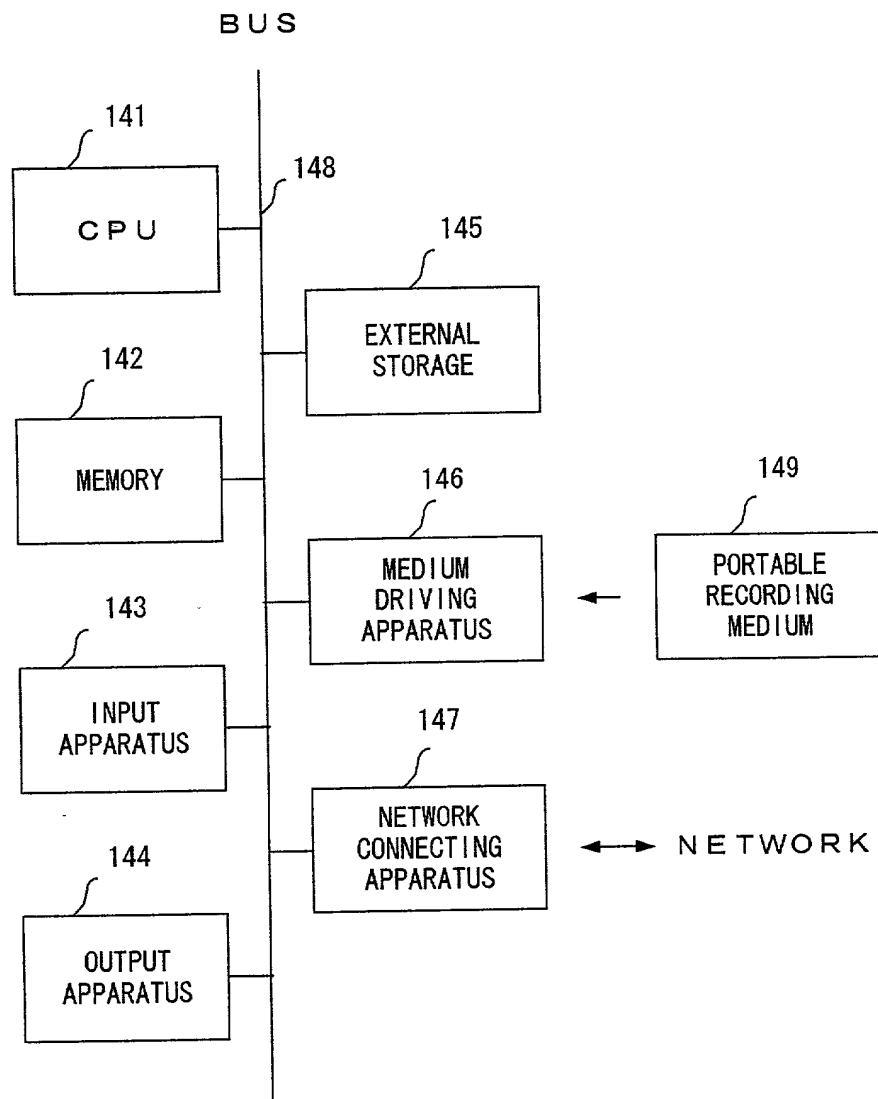 BUS
141
CPU
148
145
EXTERNAL
STORAGE
142
MEMORY
146
MEDIUM
DRIVING
APPARATUS
149
PORTABLE
RECORDING
MEDIUM
143
INPUT
APPARATUS
147
NETWORK
CONNECTING
APPARATUS
NETWORK
144
OUTPUT
APPARATUS